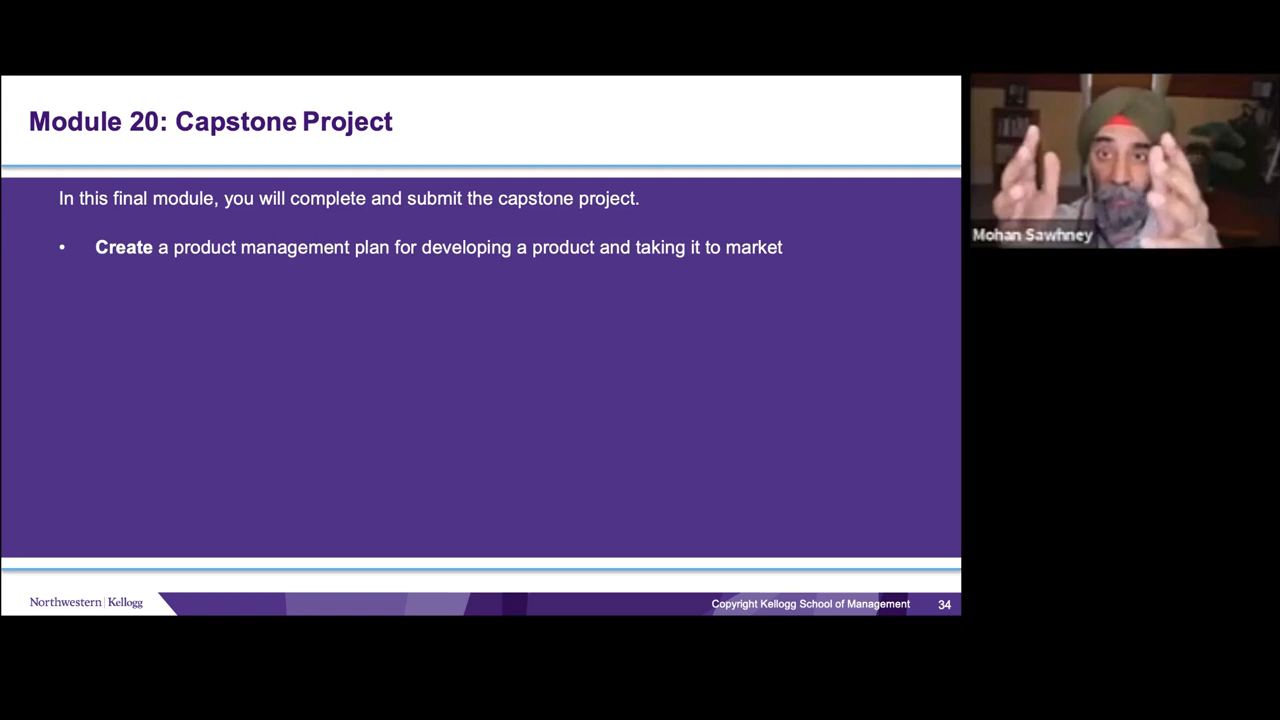 Module 20: Capstone Project
In this final module, you will complete and submit the capstone project.
• Create a product management plan for developing a product and taking it to market
Mohan Sawhney
Northwestern | Kellogg
Copyright Kellogg School of Management 34